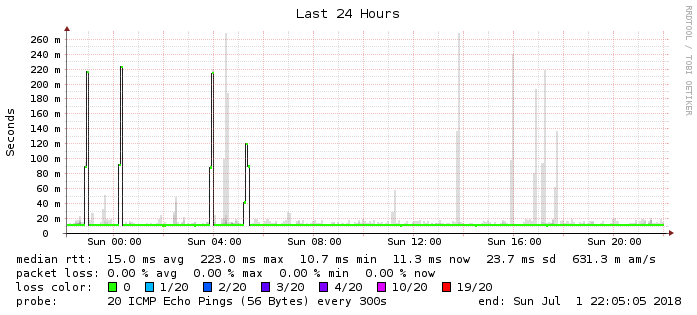 Last 24 Hours
RRDTOOL / TOBI OETIKER
Seconds
260 m
240 m
220 m
200 m
180 m
160 m
140 m
120 m
100 m
80 m
60 m
40 m
20 m
0
Sun 00:00 Sun 04:00 Sun 08:00 Sun 12:00 Sun 16:00 Sun 20:00
median rtt: 15.0 ms avg 223.0 ms max 10.7 ms min 11.3 ms now 23.7 ms sd 631.3 m am/s
packet loss: 0.00 % avg 0.00 % max 0.00 % min 0.00 % now
loss color: 0 1/20 2/20 3/20 4/20 10/20 19/20
probe: 20 ICMP Echo Pings (56 Bytes) every 300s end: Sun Jul 1 22:05:05 2018